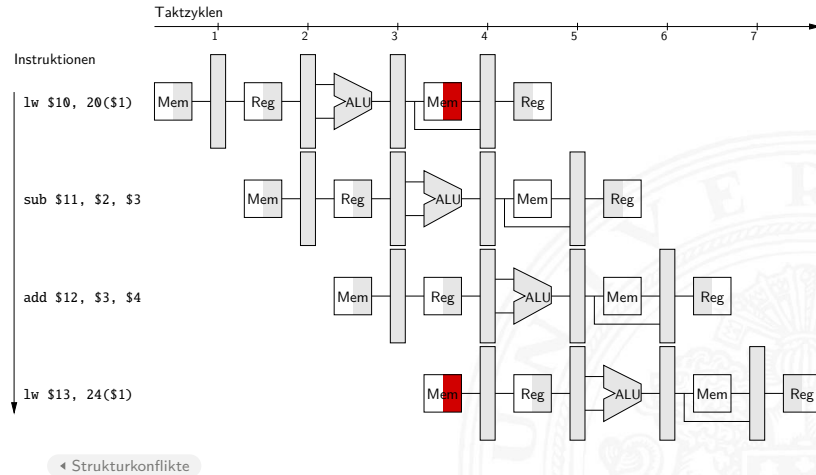 Taktzyklen
1 2 3 4 5 6 7
Instruktionen
lw $10, 20($1) Mem Reg ALU Mem Reg
sub $11, $2, $3 Mem Reg ALU Mem Reg
add $12, $3, $4 Mem Reg ALU Mem Reg
lw $13, 24($1) Mem Reg ALU Mem Reg
◂ Strukturkonflikte